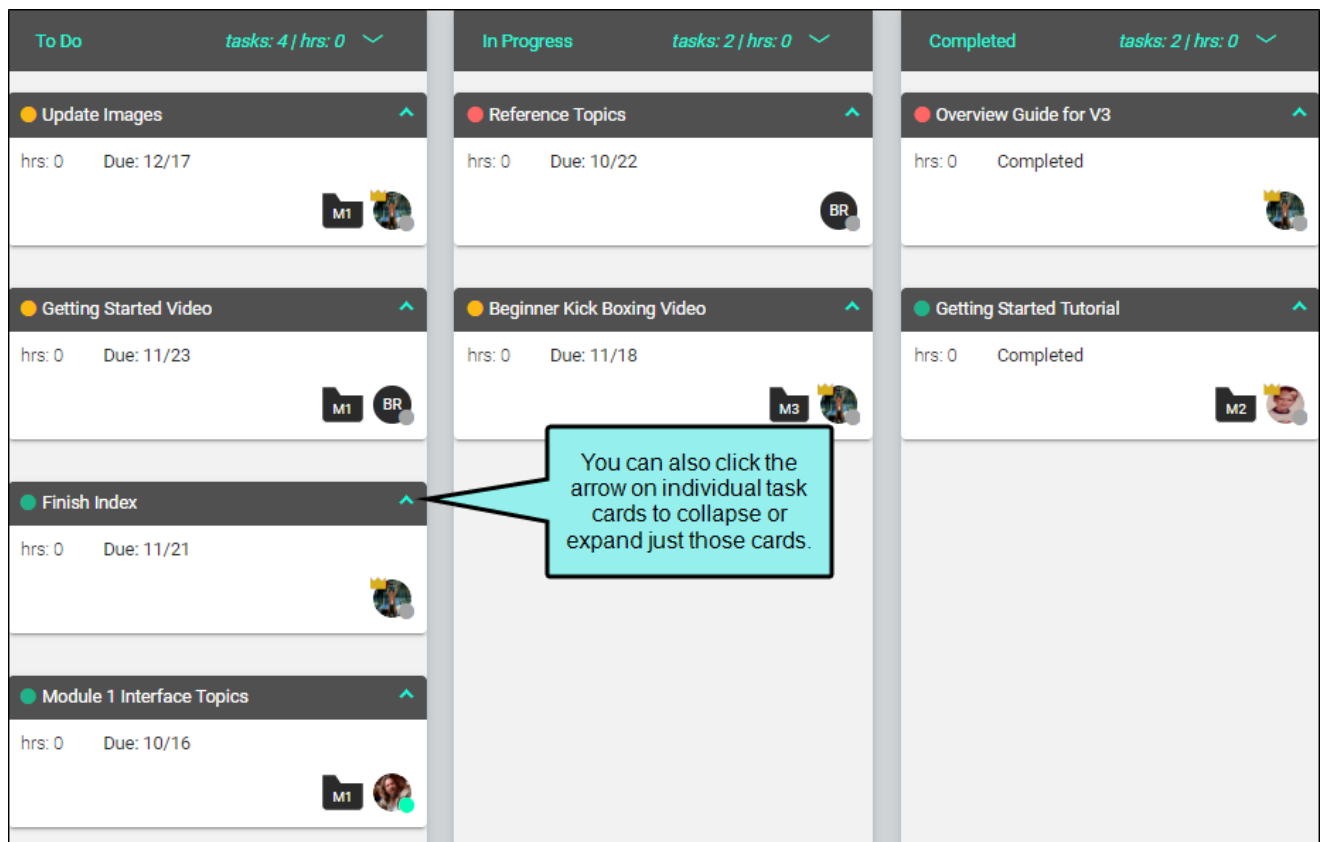 To Do tasks: 4 | hrs: 0
Update Images
hrs: 0 Due: 12/17
M1
Getting Started Video
hrs: 0 Due: 11/23
M1 BR
Finish Index
hrs: 0 Due: 11/21
Module 1 Interface Topics
hrs: 0 Due: 10/16
M1
In Progress tasks: 2 | hrs: 0
Reference Topics
hrs: 0 Due: 10/22
BR
Beginner Kick Boxing Video
hrs: 0 Due: 11/18
M3
You can also click the
arrow on individual task
cards to collapse or
expand just those cards.
Completed tasks: 2 | hrs: 0
Overview Guide for V3
hrs: 0 Completed
Getting Started Tutorial
hrs: 0 Completed
M2